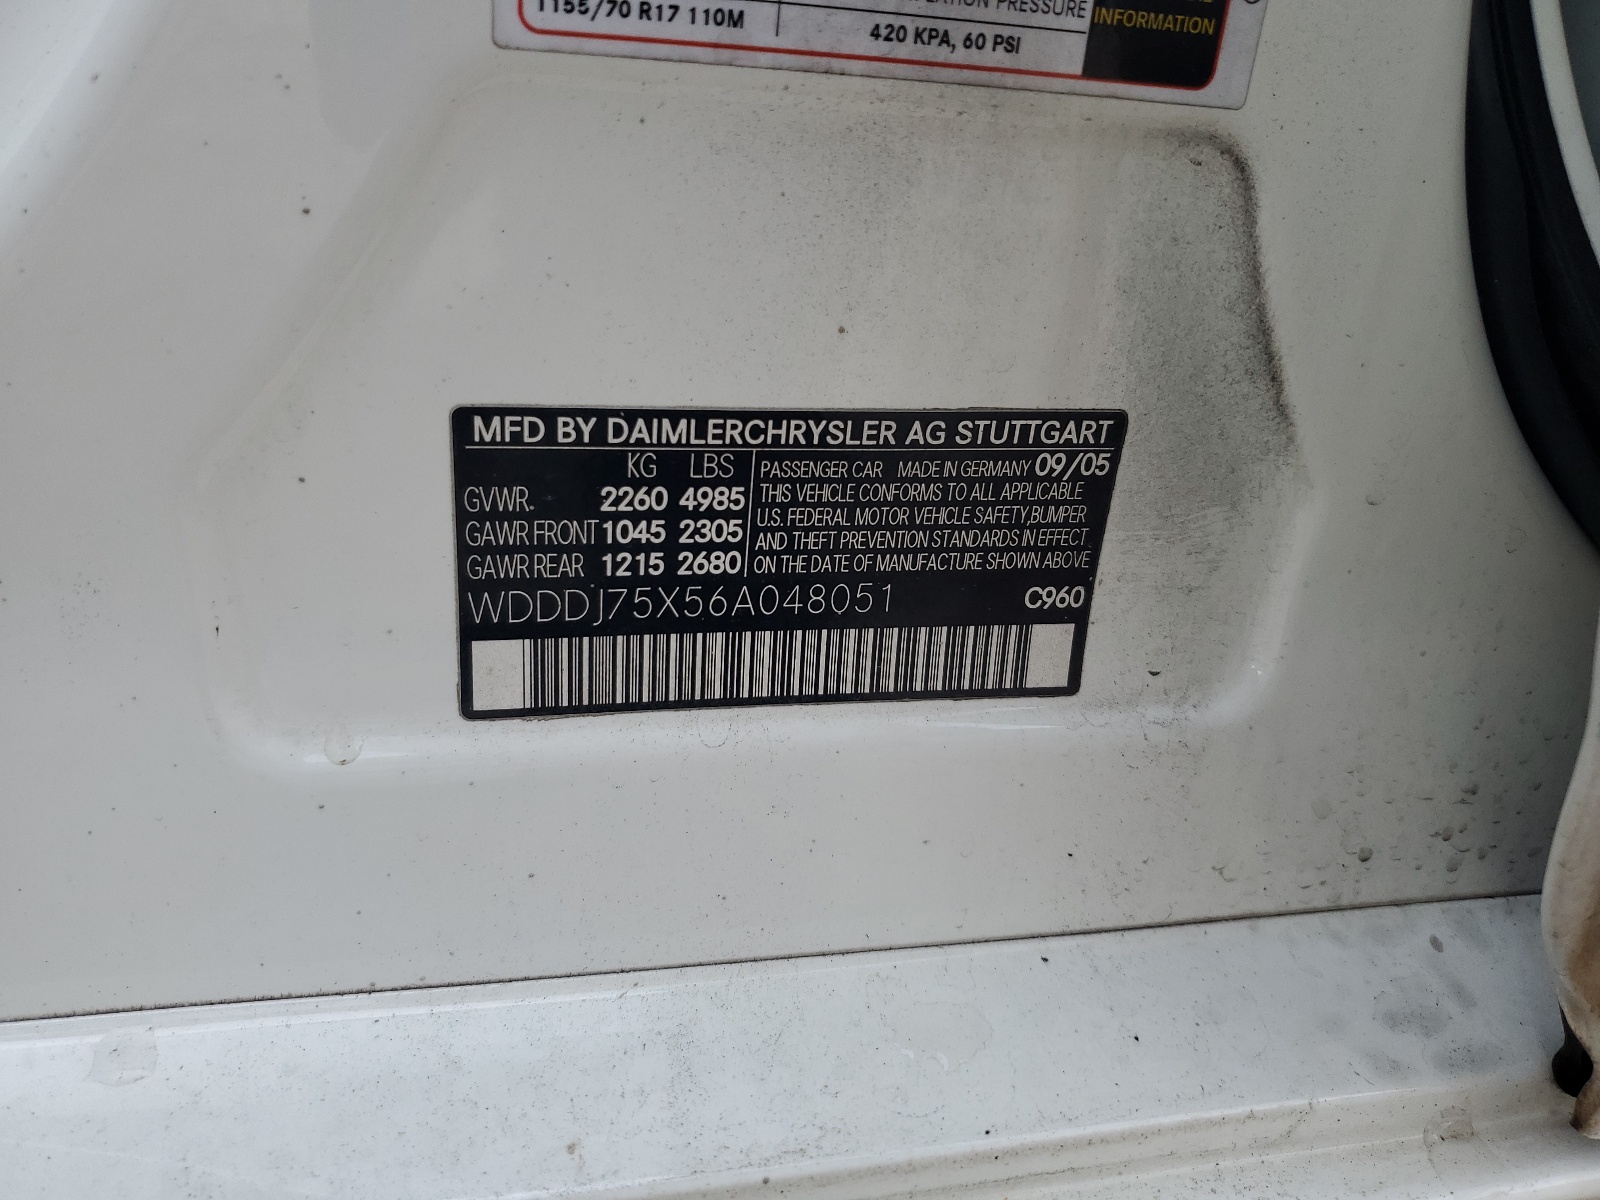 T155/70 R17 110M
PRESSURE
420 KPA, 60 PSI
INFORMATION
MFD BY DAIMLERCHRYSLER AG STUTTGART
KG LBS
GVWR. 2260 4985
GAWR FRONT 1045 2305
GAWR REAR 1215 2680
PASSENGER CAR MADE IN GERMANY 09/05
THIS VEHICLE CONFORMS TO ALL APPLICABLE
U.S. FEDERAL MOTOR VEHICLE SAFETY,BUMPER
AND THEFT PREVENTION STANDARDS IN EFFECT
ON THE DATE OF MANUFACTURE SHOWN ABOVE
WDDDJ75X56A048051 C960